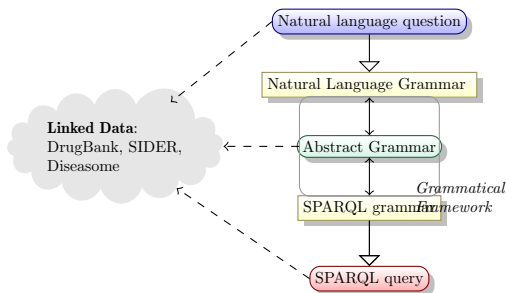 Natural language question
Natural Language Grammar
Linked Data:
DrugBank, SIDER,
Diseasome
Abstract Grammar
Grammatical
Framework
SPARQL grammar
SPARQL query